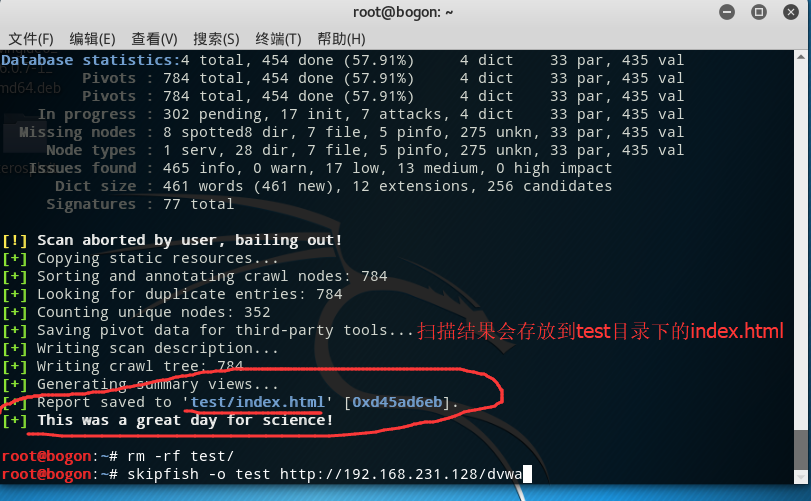 root@bogon: ~
文件(F) 编辑(E) 查看(V) 搜索(S) 终端(T) 帮助(H)
Database statistics:4 total, 454 done (57.91%) 4 dict 33 par, 435 val
Pivots : 784 total, 454 done (57.91%) 4 dict 33 par, 435 val
Pivots : 784 total, 454 done (57.91%) 4 dict 33 par, 435 val
In progress : 302 pending, 17 init, 7 attacks, 4 dict 33 par, 435 val
Missing nodes : 8 spotted8 dir, 7 file, 5 pinfo, 275 unkn, 33 par, 435 val
Node types : 1 serv, 28 dir, 7 file, 5 pinfo, 275 unkn, 33 par, 435 val
Issues found : 465 info, 0 warn, 17 low, 13 medium, 0 high impact
Dict size : 461 words (461 new), 12 extensions, 256 candidates
Signatures : 77 total
[!] Scan aborted by user, bailing out!
[+] Copying static resources...
[+] Sorting and annotating crawl nodes: 784
[+] Looking for duplicate entries: 784
[+] Counting unique nodes: 352
[+] Saving pivot data for third-party tools...扫描结果会存放到test目录下的index.html
[+] Writing scan description...
[+] Writing crawl tree: 784
[+] Generating summary views...
[+] Report saved to 'test/index.html' [0xd45ad6eb].
[+] This was a great day for science!
root@bogon:~# rm -rf test/
root@bogon:~# skipfish -o test http://192.168.231.128/dvwa